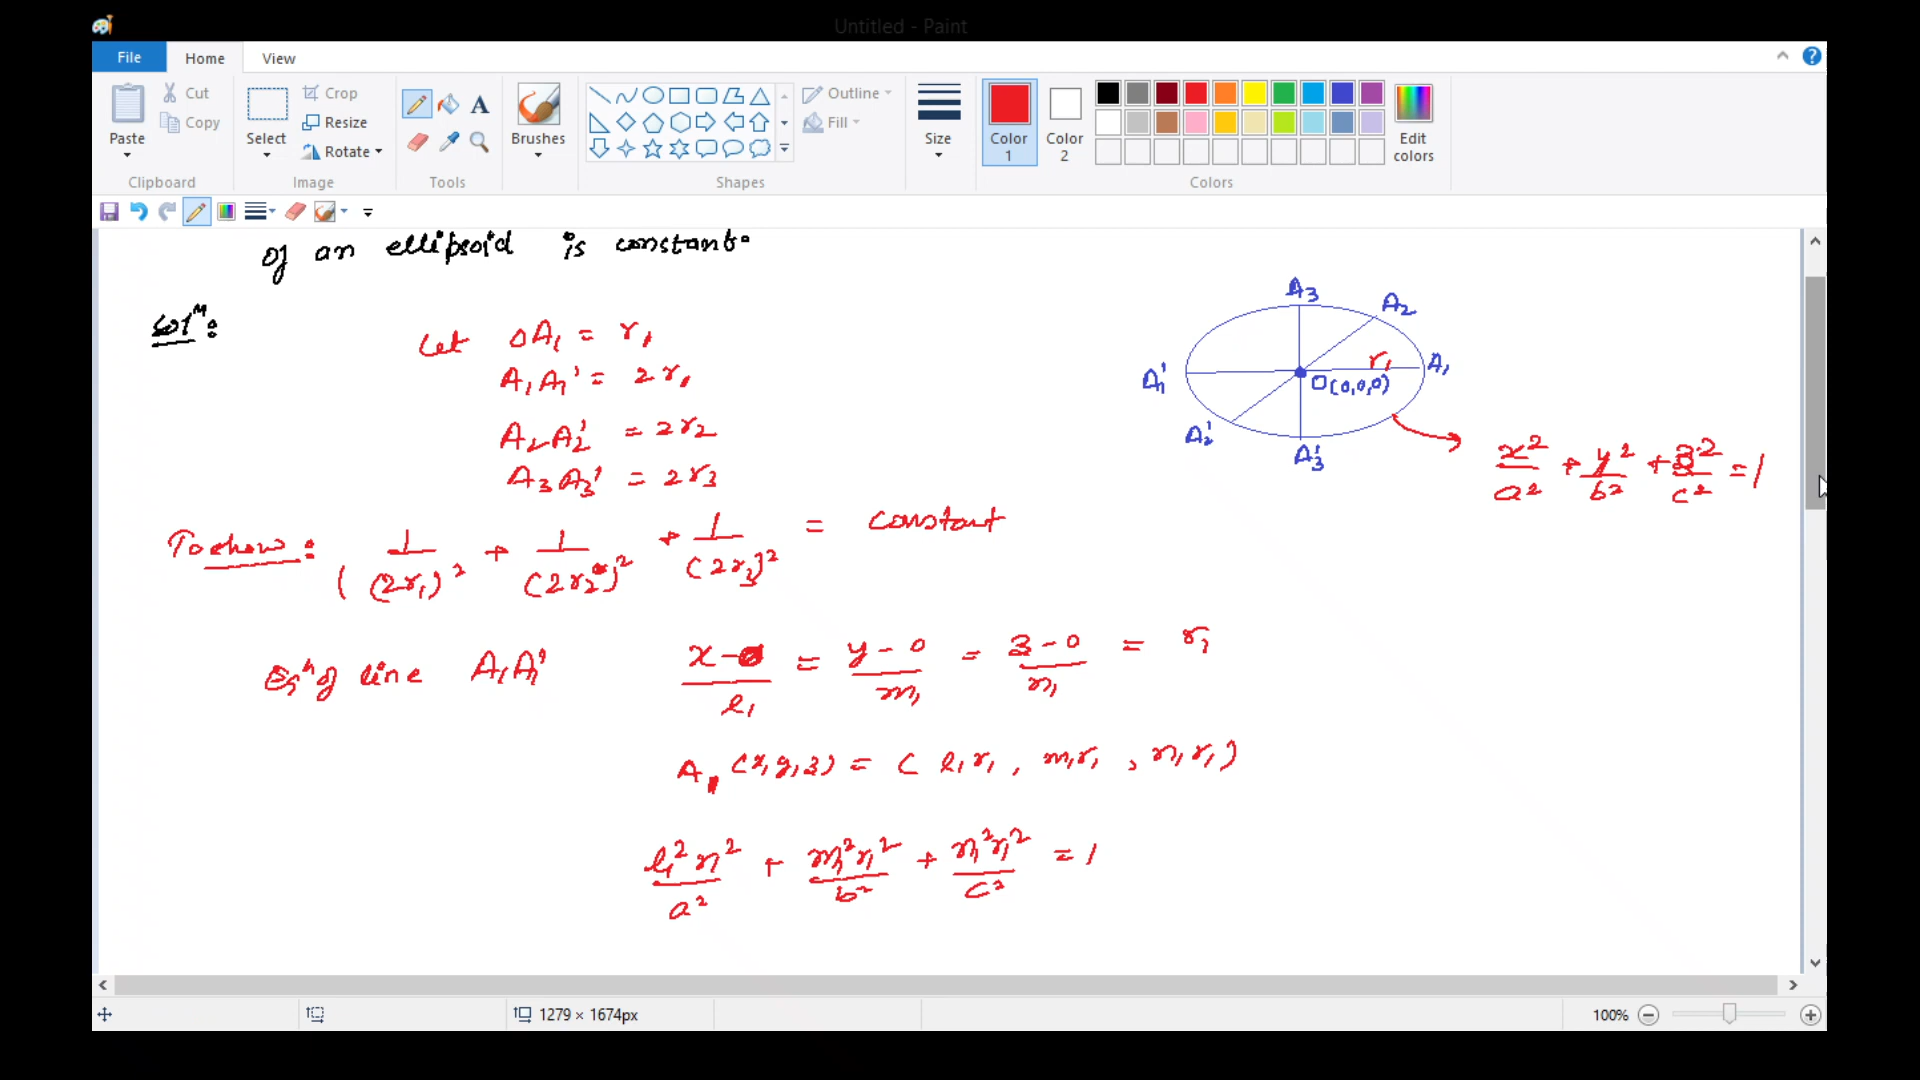 Untitled - Paint
File Home View
Paste Cut Copy Clipboard
Select Crop Resize Rotate Image
Tools
Brushes
Shapes Outline Fill
Size
Color 1 Color 2 Edit colors Colors
of an ellipsoid is constant.
Solⁿ:
Let OA₁ = r₁
A₁A₁' = 2r₁
A₂A₂' = 2r₂
A₃A₃' = 2r₃
A₃ A₂ A₁ r₁ O(0,0,0) A₁' A₂' A₃'
x²/a² + y²/b² + z²/c² = 1
To show: ( 1/(2r₁)² + 1/(2r₂)² + 1/(2r₃)² = constant
Eqⁿ of line A₁A₁' (x-0)/l₁ = (y-0)/m₁ = (z-0)/n₁ = r₁
A₁ (x,y,z) = ( l₁r₁ , m₁r₁ , n₁r₁ )
l₁²r₁²/a² + m₁²r₁²/b² + n₁²r₁²/c² = 1
1279 × 1674px 100%